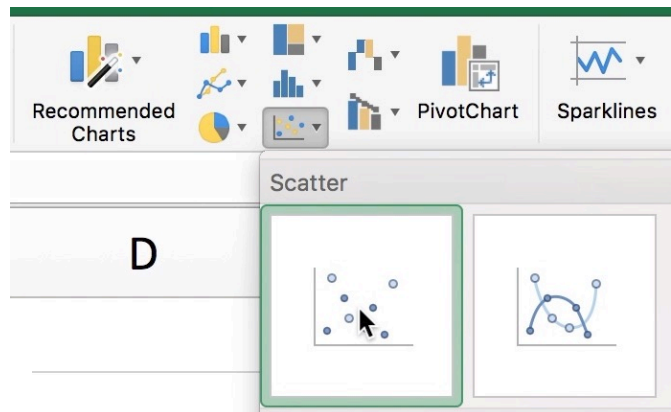 Recommended
Charts
PivotChart
Sparklines
Scatter
D